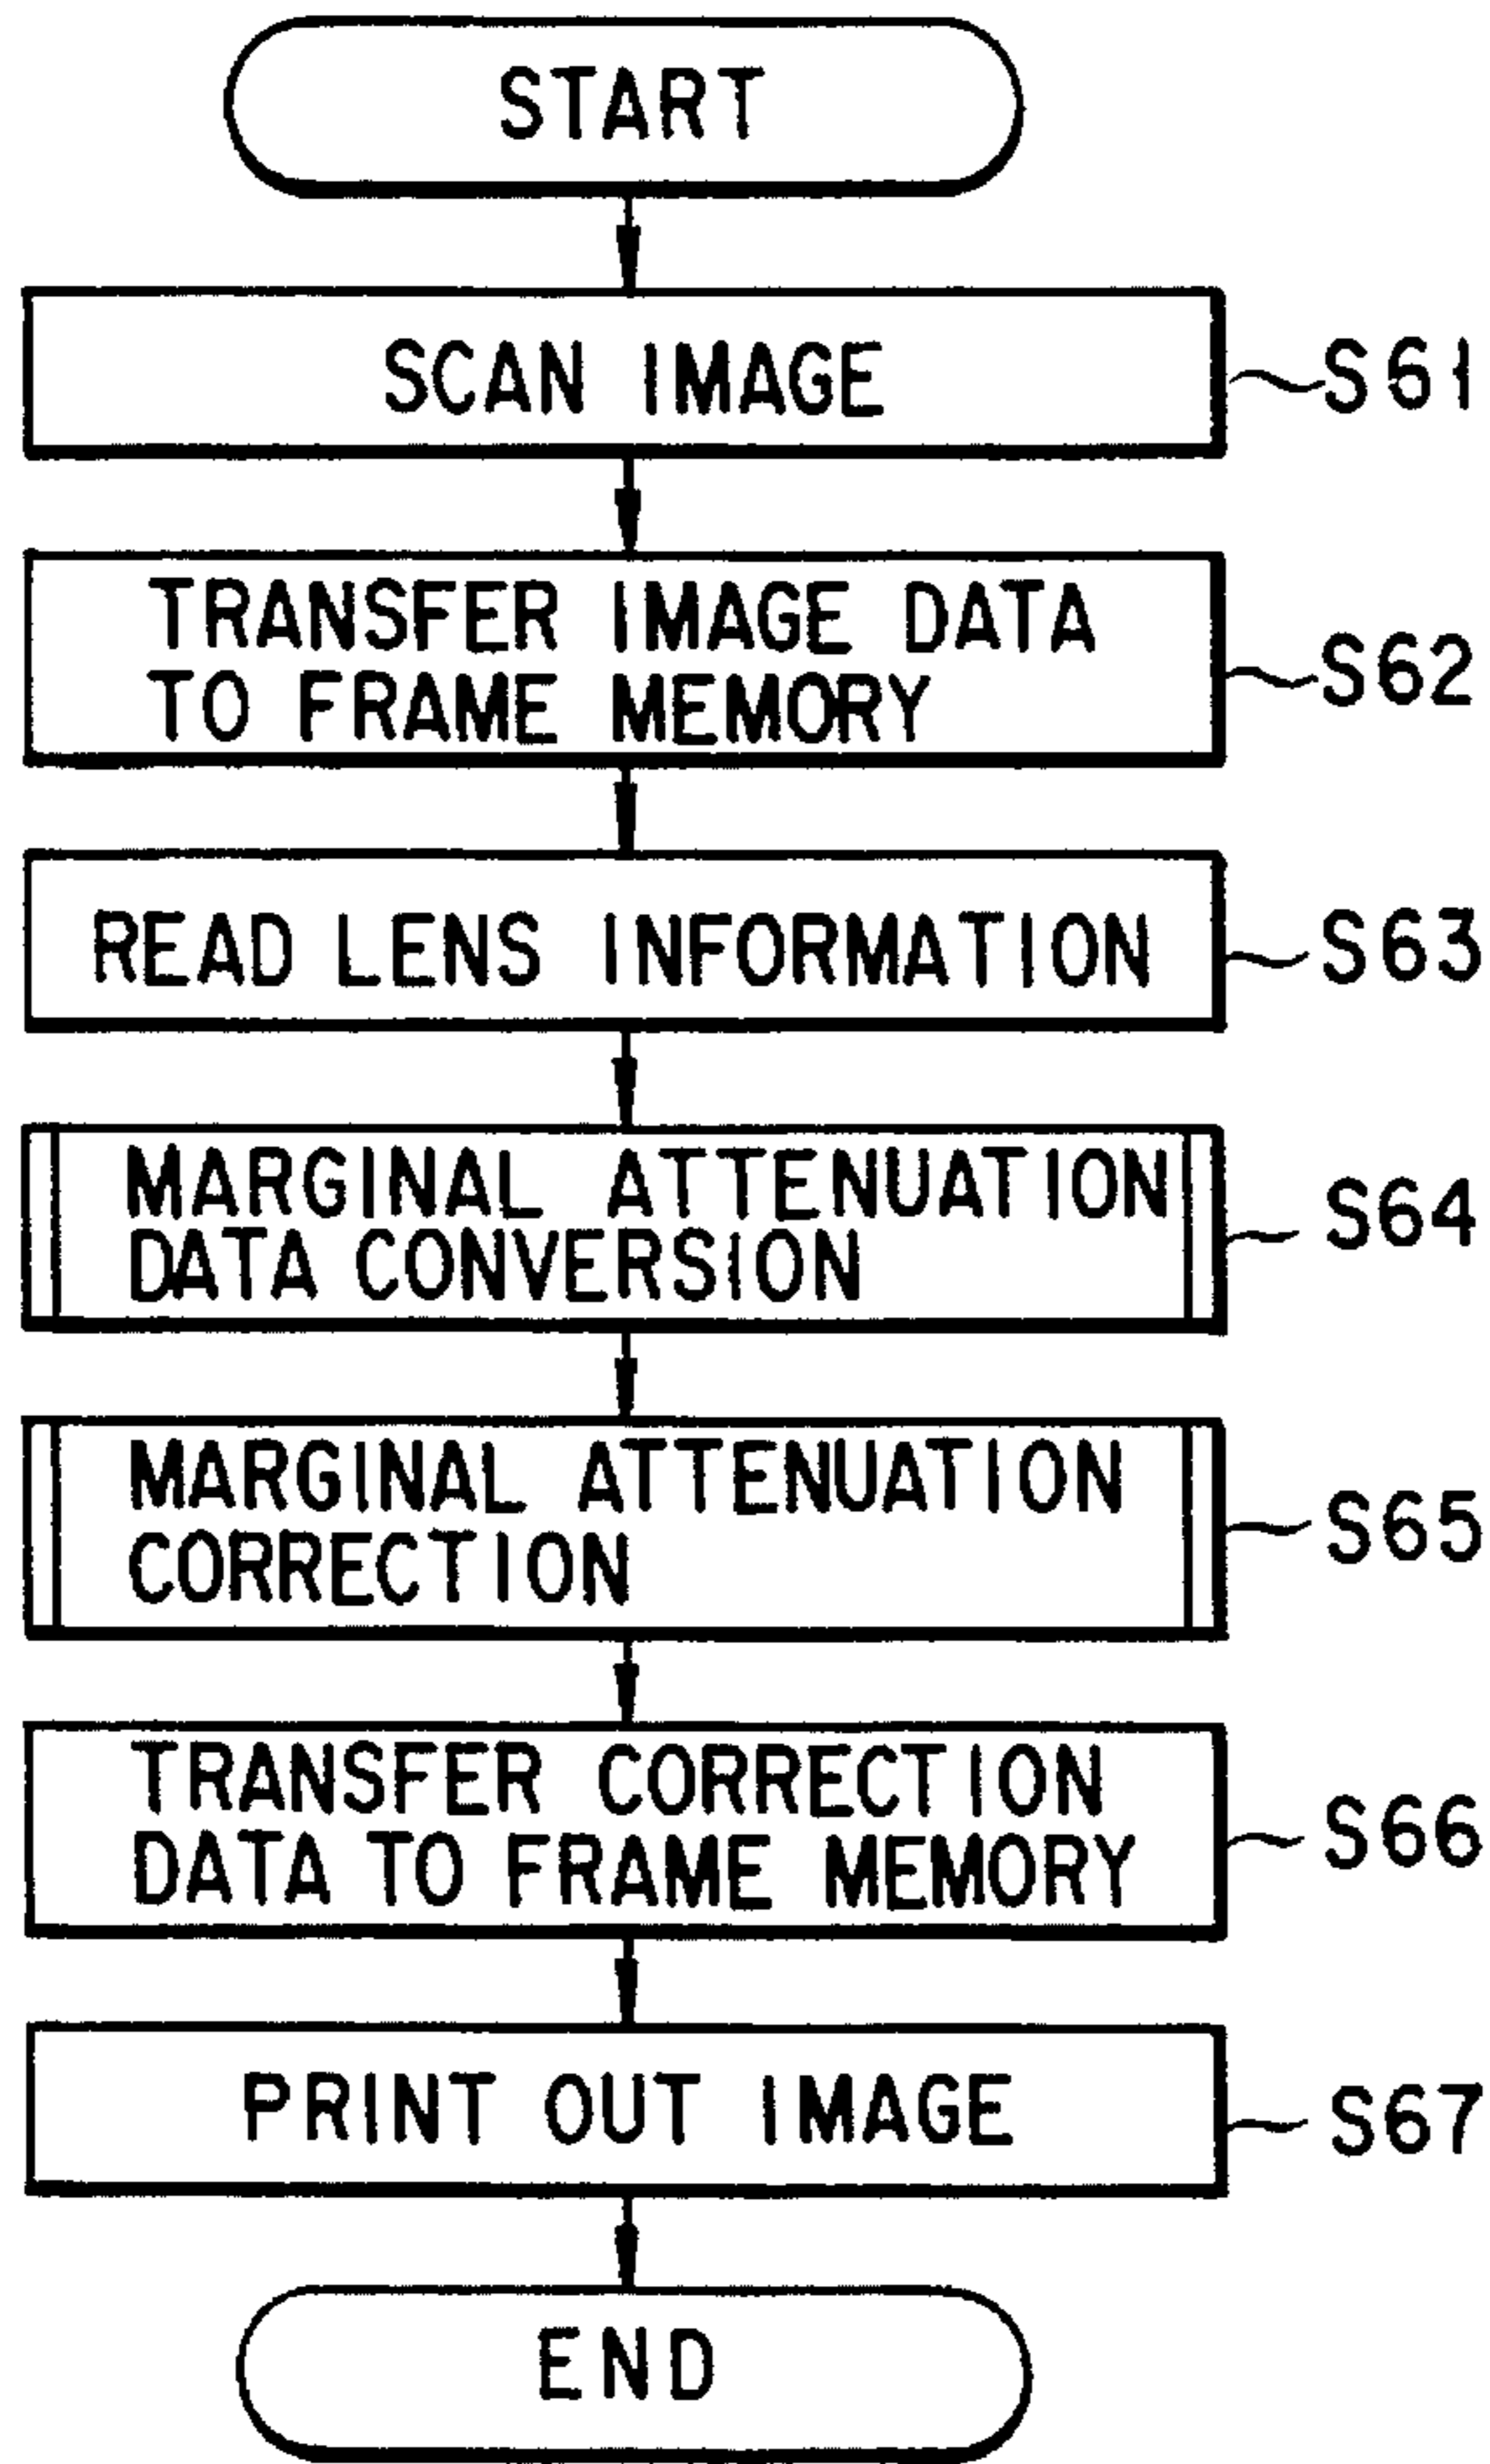 START
SCAN IMAGE
S61
TRANSFER IMAGE DATA
TO FRAME MEMORY
S62
READ LENS INFORMATION
S63
MARGINAL ATTENUATION
DATA CONVERSION
S64
MARGINAL ATTENUATION
CORRECTION
S65
TRANSFER CORRECTION
DATA TO FRAME MEMORY
S66
PRINT OUT IMAGE
S67
END